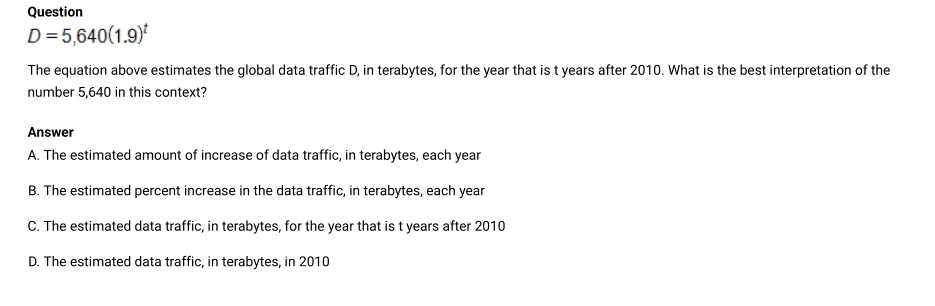 Question
D = 5,640(1.9)^t
The equation above estimates the global data traffic D, in terabytes, for the year that is t years after 2010. What is the best interpretation of the
number 5,640 in this context?
Answer
A. The estimated amount of increase of data traffic, in terabytes, each year
B. The estimated percent increase in the data traffic, in terabytes, each year
C. The estimated data traffic, in terabytes, for the year that is t years after 2010
D. The estimated data traffic, in terabytes, in 2010